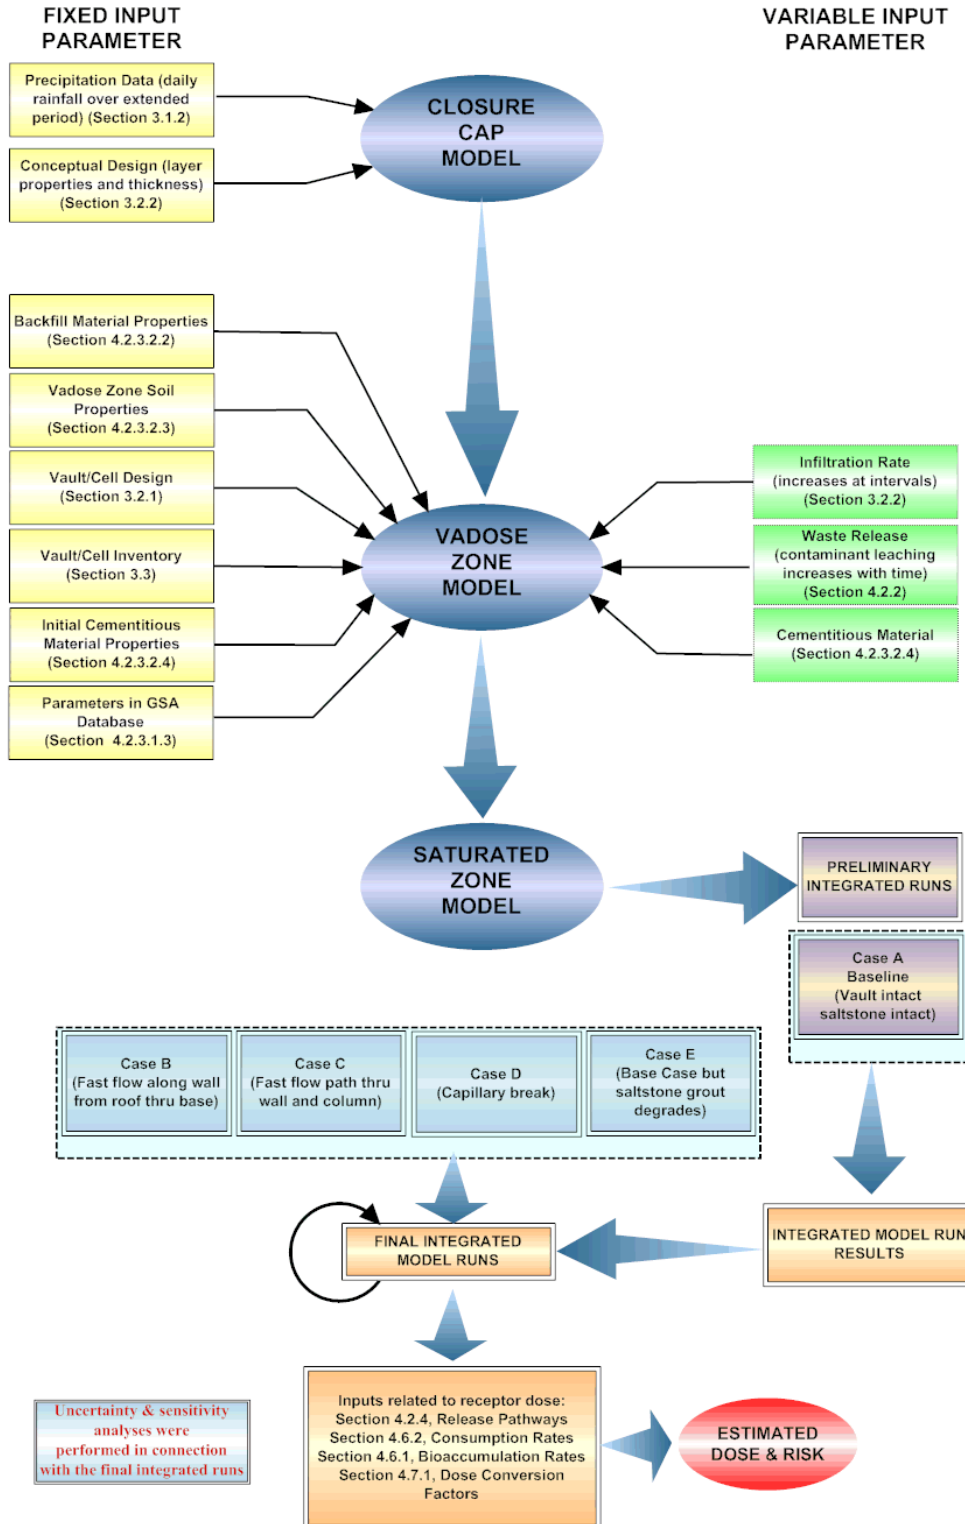 FIXED INPUT
PARAMETER
VARIABLE INPUT
PARAMETER
Precipitation Data (daily
rainfall over extended
period) (Section 3.1.2)
Conceptual Design (layer
properties and thickness)
(Section 3.2.2)
CLOSURE
CAP
MODEL
Backfill Material Properties
(Section 4.2.3.2.2)
Vadose Zone Soil
Properties
(Section 4.2.3.2.3)
Vault/Cell Design
(Section 3.2.1)
Vault/Cell Inventory
(Section 3.3)
Initial Cementitious
Material Properties
(Section 4.2.3.2.4)
Parameters in GSA
Database
(Section 4.2.3.1.3)
VADOSE
ZONE
MODEL
Infiltration Rate
(increases at intervals)
(Section 3.2.2)
Waste Release
(contaminant leaching
increases with time)
(Section 4.2.2)
Cementitious Material
(Section 4.2.3.2.4)
SATURATED
ZONE
MODEL
PRELIMINARY
INTEGRATED RUNS
Case A
Baseline
(Vault intact
saltstone intact)
Case B
(Fast flow along wall
from roof thru base)
Case C
(Fast flow path thru
wall and column)
Case D
(Capillary break)
Case E
(Base Case but
saltstone grout
degrades)
FINAL INTEGRATED
MODEL RUNS
INTEGRATED MODEL RUN
RESULTS
Uncertainty & sensitivity
analyses were
performed in connection
with the final integrated runs
Inputs related to receptor dose:
Section 4.2.4, Release Pathways
Section 4.6.2, Consumption Rates
Section 4.6.1, Bioaccumulation Rates
Section 4.7.1, Dose Conversion
Factors
ESTIMATED
DOSE & RISK